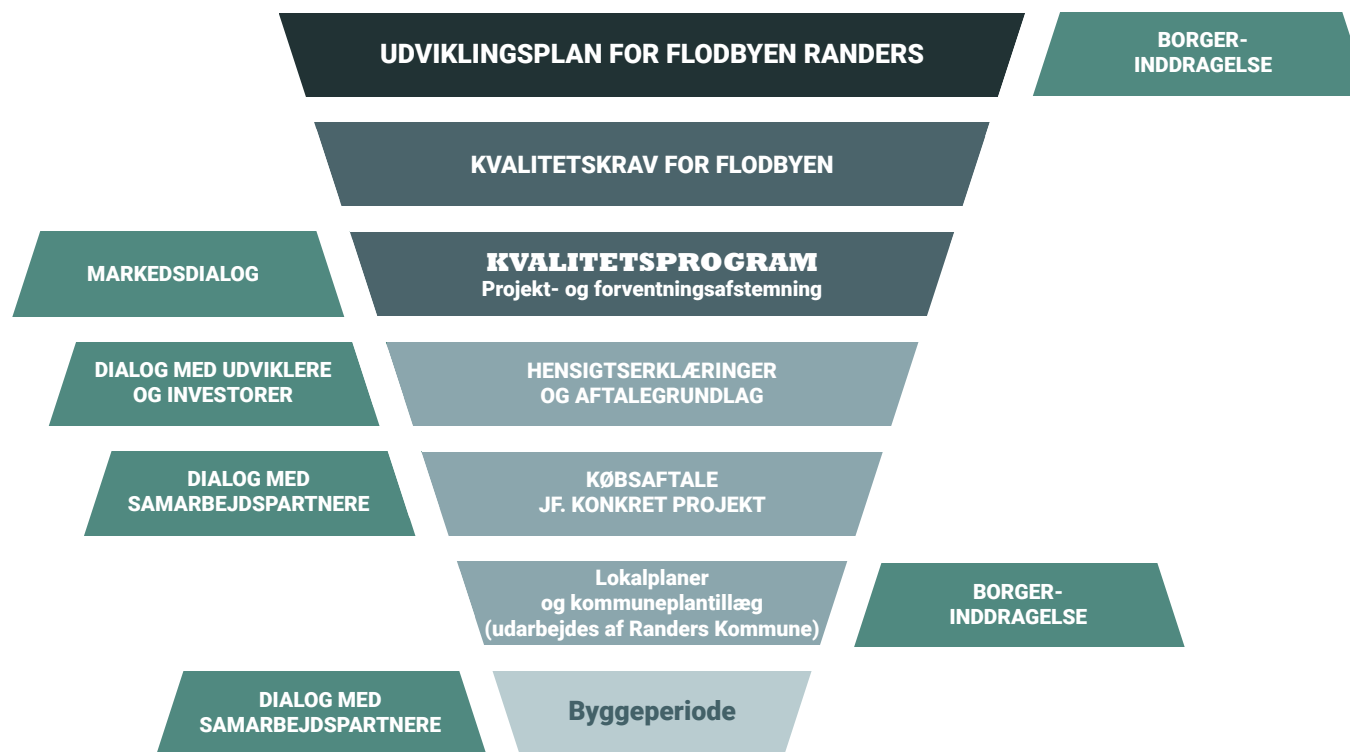 UDVIKLINGSPLAN FOR FLODBYEN RANDERS
BORGER-
INDDRAGELSE
KVALITETSKRAV FOR FLODBYEN
MARKEDSDIALOG
KVALITETSPROGRAM
Projekt- og forventningsafstemning
DIALOG MED UDVIKLERE
OG INVESTORER
HENSIGTSERKLÆRINGER
OG AFTALEGRUNDLAG
DIALOG MED
SAMARBEJDSPARTNERE
KØBSAFTALE
JF. KONKRET PROJEKT
Lokalplaner
og kommuneplantillæg
(udarbejdes af Randers Kommune)
BORGER-
INDDRAGELSE
DIALOG MED
SAMARBEJDSPARTNERE
Byggeperiode